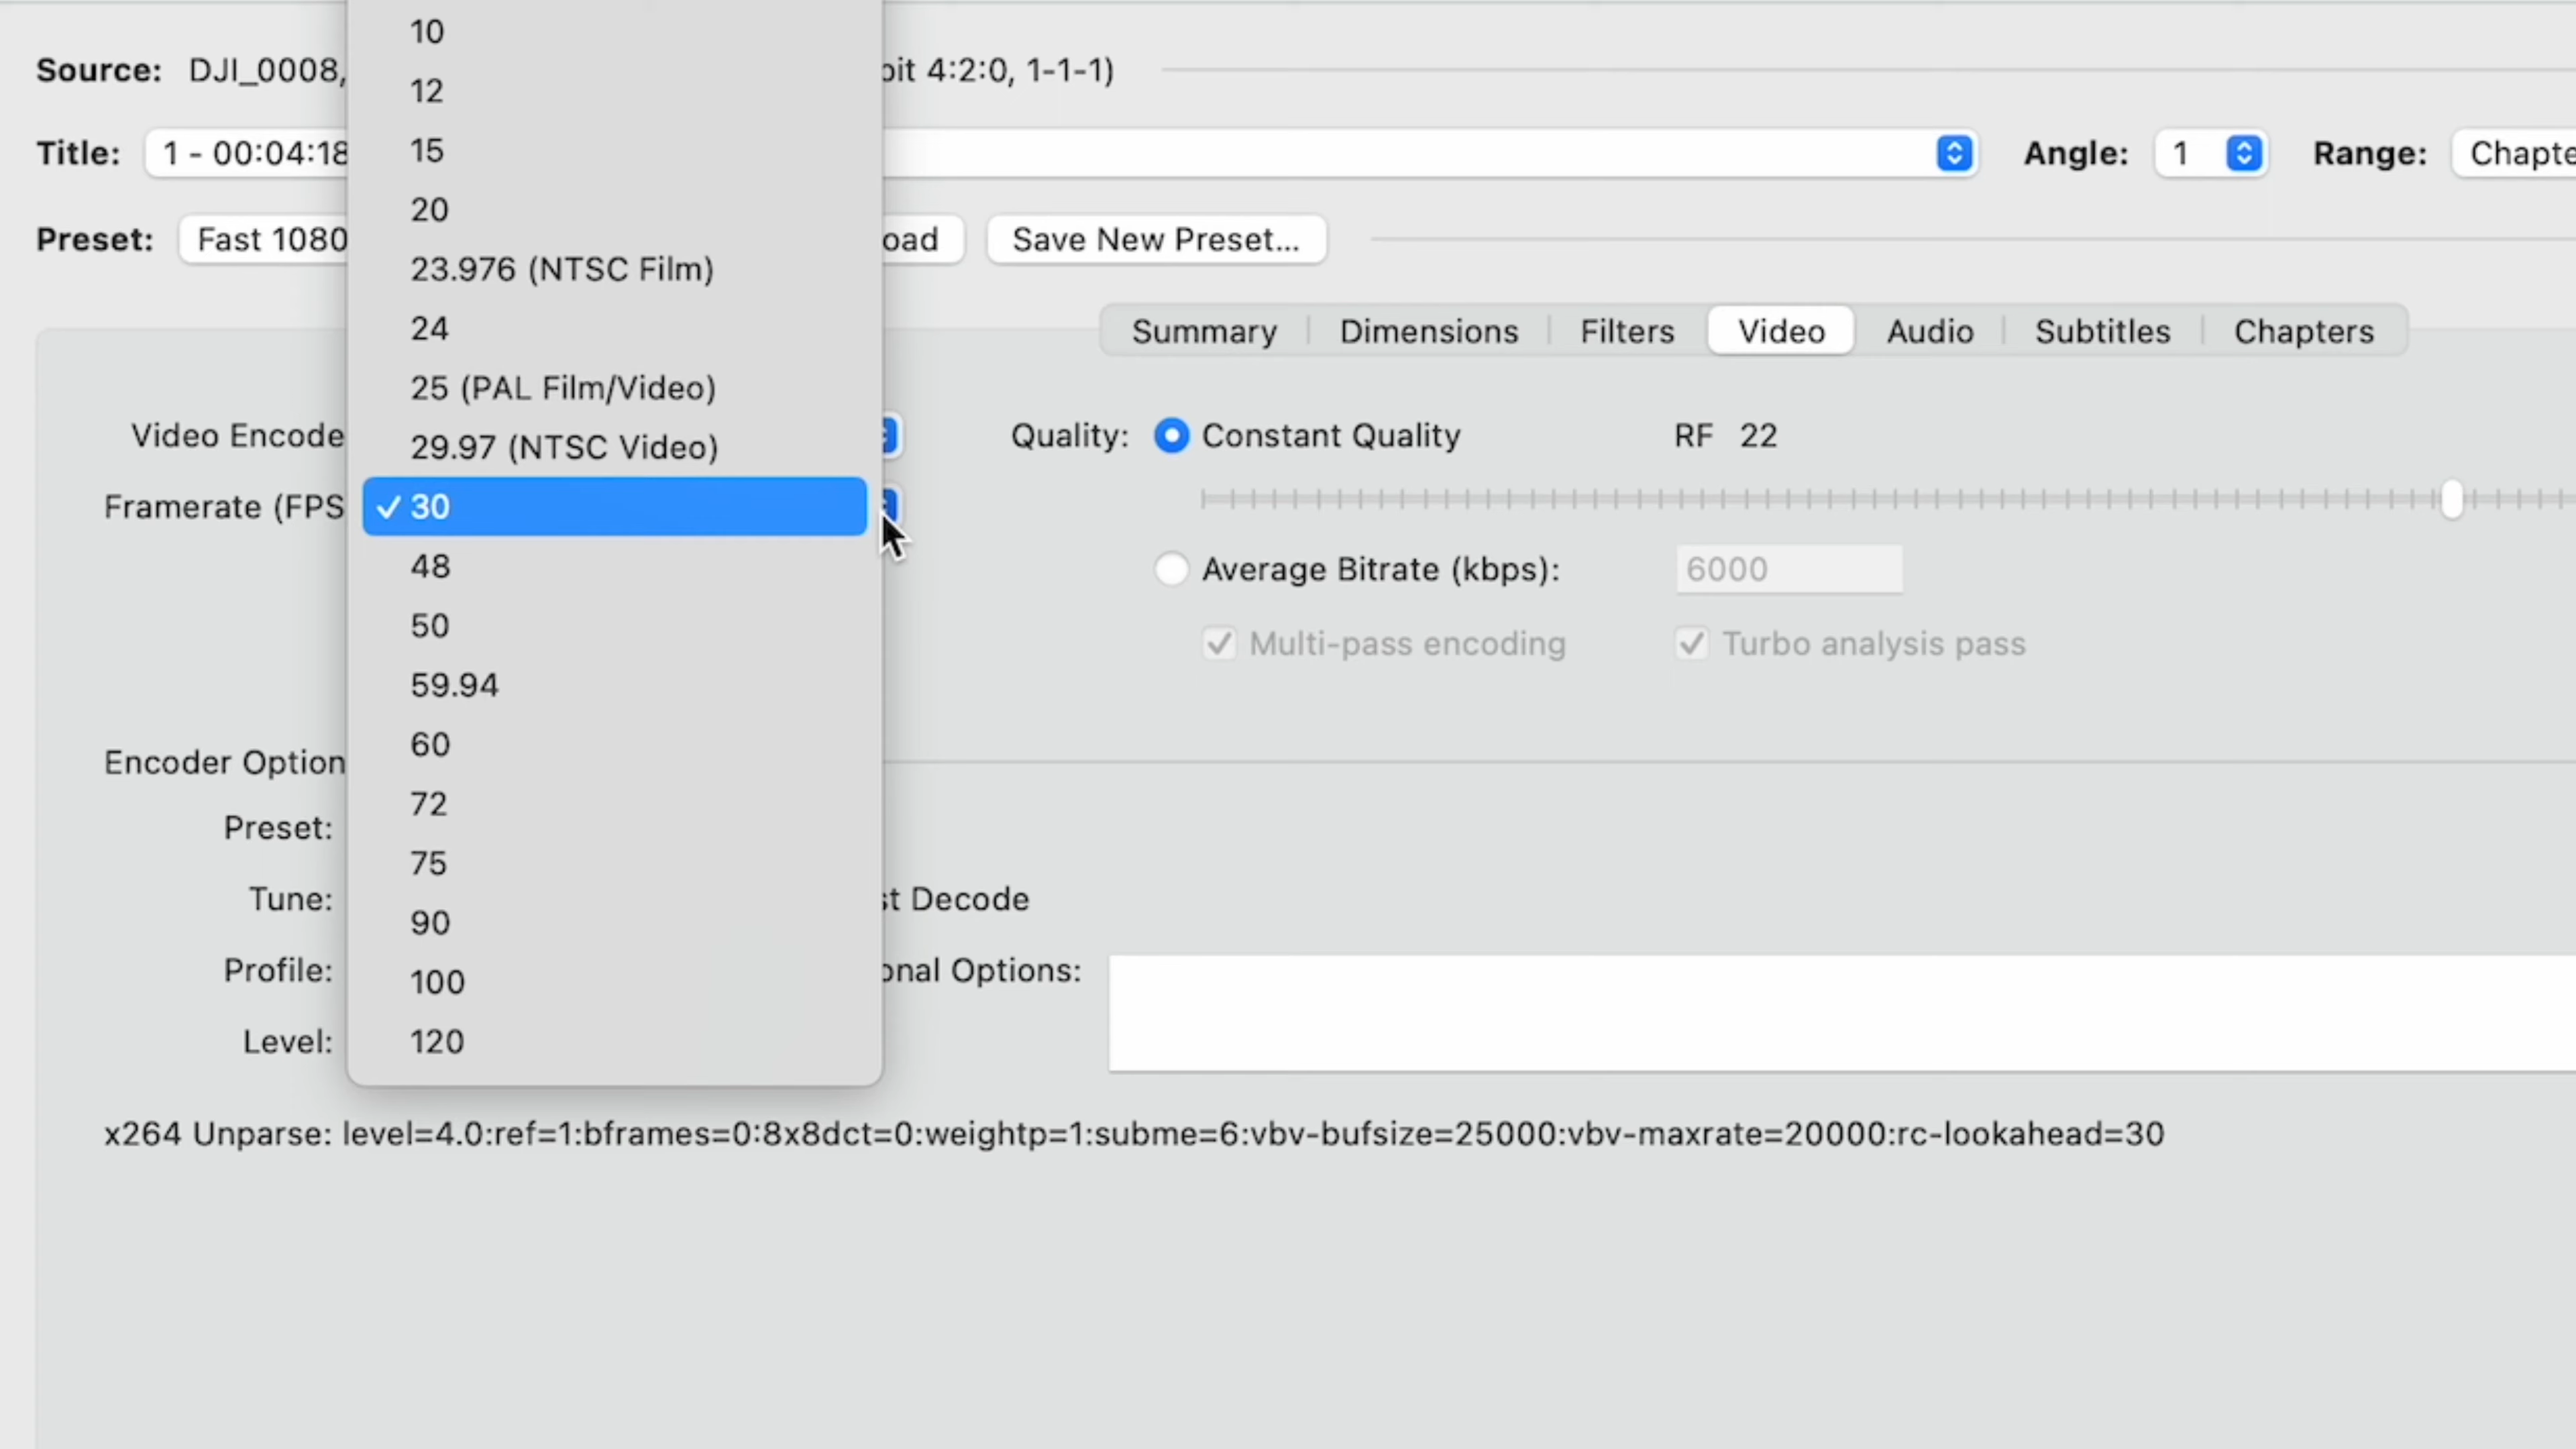 10
Source: DJI_0008, bit 4:2:0, 1-1-1)
12
15
Title: 1 - 00:04:18 Angle: 1 Range:
20
Preset: Fast 1080 Save New Preset...
23.976 (NTSC Film)
24
Summary Dimensions Filters Video Audio Subtitles Chapters
25 (PAL Film/Video)
Video Encode Quality: Constant Quality RF 22
29.97 (NTSC Video)
Framerate (FPS ✓ 30
48
Average Bitrate (kbps): 6000
50
Multi-pass encoding Turbo analysis pass
59.94
60
Encoder Option
72
Preset:
75
Tune: st Decode
90
Profile: onal Options:
100
Level: 120
x264 Unparse: level=4.0:ref=1:bframes=0:8x8dct=0:weightp=1:subme=6:vbv-bufsize=25000:vbv-maxrate=20000:rc-lookahead=30